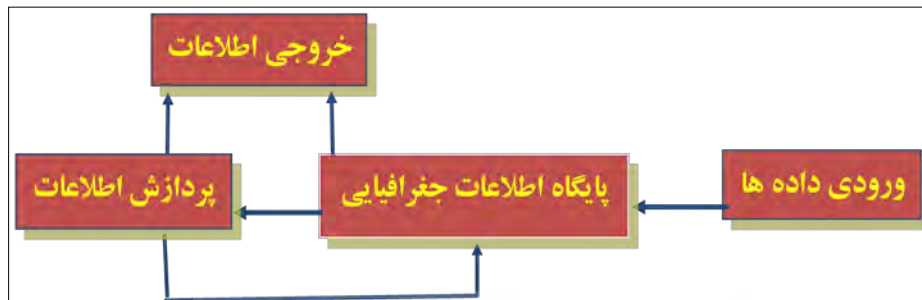 خروجی اطلاعات
ورودی داده ها
پایگاه اطلاعات جغرافیایی
پردازش اطلاعات